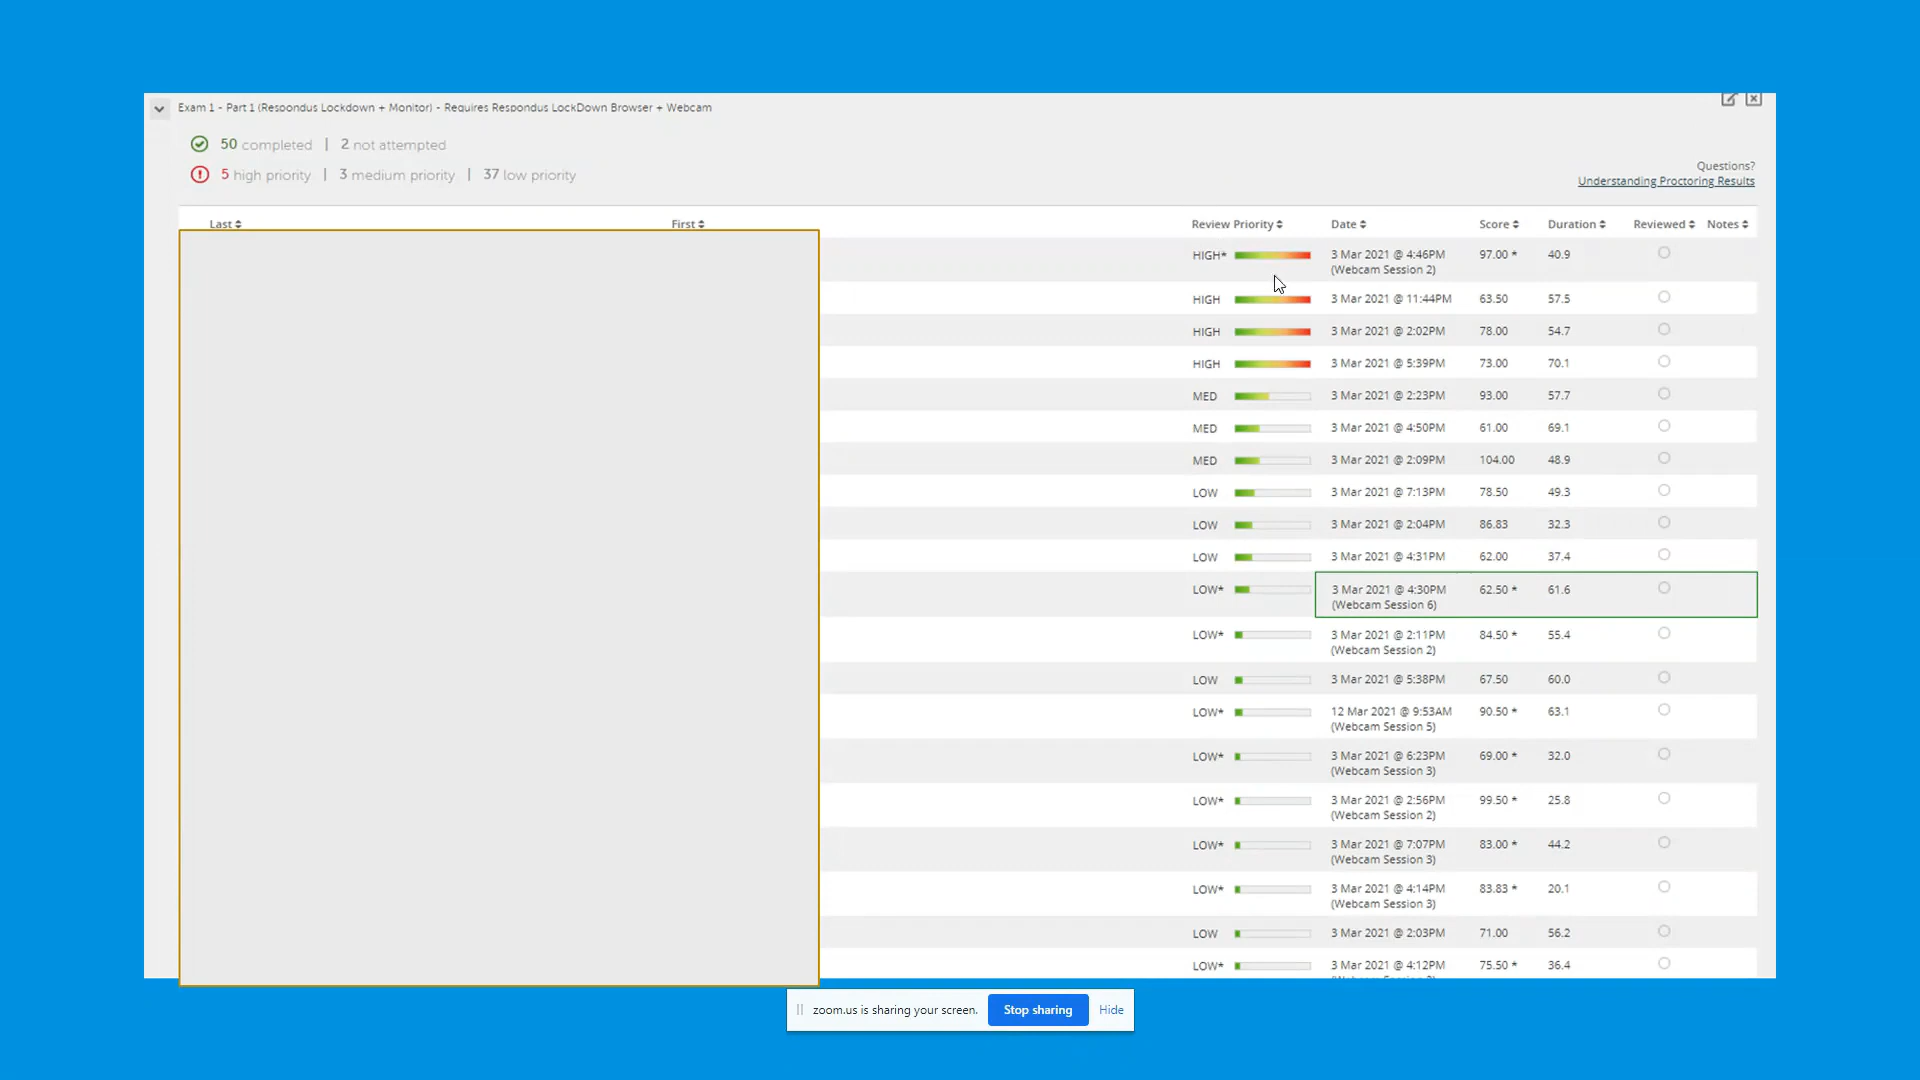 Exam 1 - Part 1 (Respondus Lockdown + Monitor) - Requires Respondus LockDown Browser + Webcam
50 completed | 2 not attempted
5 high priority | 3 medium priority | 37 low priority
Questions?
Understanding Proctoring Results
Last First Review Priority Date Score Duration Reviewed Notes
HIGH* 3 Mar 2021 @ 4:46PM 97.00 * 40.9
(Webcam Session 2)
HIGH 3 Mar 2021 @ 11:44PM 63.50 57.5
HIGH 3 Mar 2021 @ 2:02PM 78.00 54.7
HIGH 3 Mar 2021 @ 5:39PM 73.00 70.1
MED 3 Mar 2021 @ 2:23PM 93.00 57.7
MED 3 Mar 2021 @ 4:50PM 61.00 69.1
MED 3 Mar 2021 @ 2:09PM 104.00 48.9
LOW 3 Mar 2021 @ 7:13PM 78.50 49.3
LOW 3 Mar 2021 @ 2:04PM 86.83 32.3
LOW 3 Mar 2021 @ 4:31PM 62.00 37.4
LOW* 3 Mar 2021 @ 4:30PM 62.50 * 61.6
(Webcam Session 6)
LOW* 3 Mar 2021 @ 2:11PM 84.50 * 55.4
(Webcam Session 2)
LOW 3 Mar 2021 @ 5:38PM 67.50 60.0
LOW* 12 Mar 2021 @ 9:53AM 90.50 * 63.1
(Webcam Session 5)
LOW* 3 Mar 2021 @ 6:23PM 69.00 * 32.0
(Webcam Session 3)
LOW* 3 Mar 2021 @ 2:56PM 99.50 * 25.8
(Webcam Session 2)
LOW* 3 Mar 2021 @ 7:07PM 83.00 * 44.2
(Webcam Session 3)
LOW* 3 Mar 2021 @ 4:14PM 83.83 * 20.1
(Webcam Session 3)
LOW 3 Mar 2021 @ 2:03PM 71.00 56.2
LOW* 3 Mar 2021 @ 4:12PM 75.50 * 36.4
zoom.us is sharing your screen. Stop sharing Hide